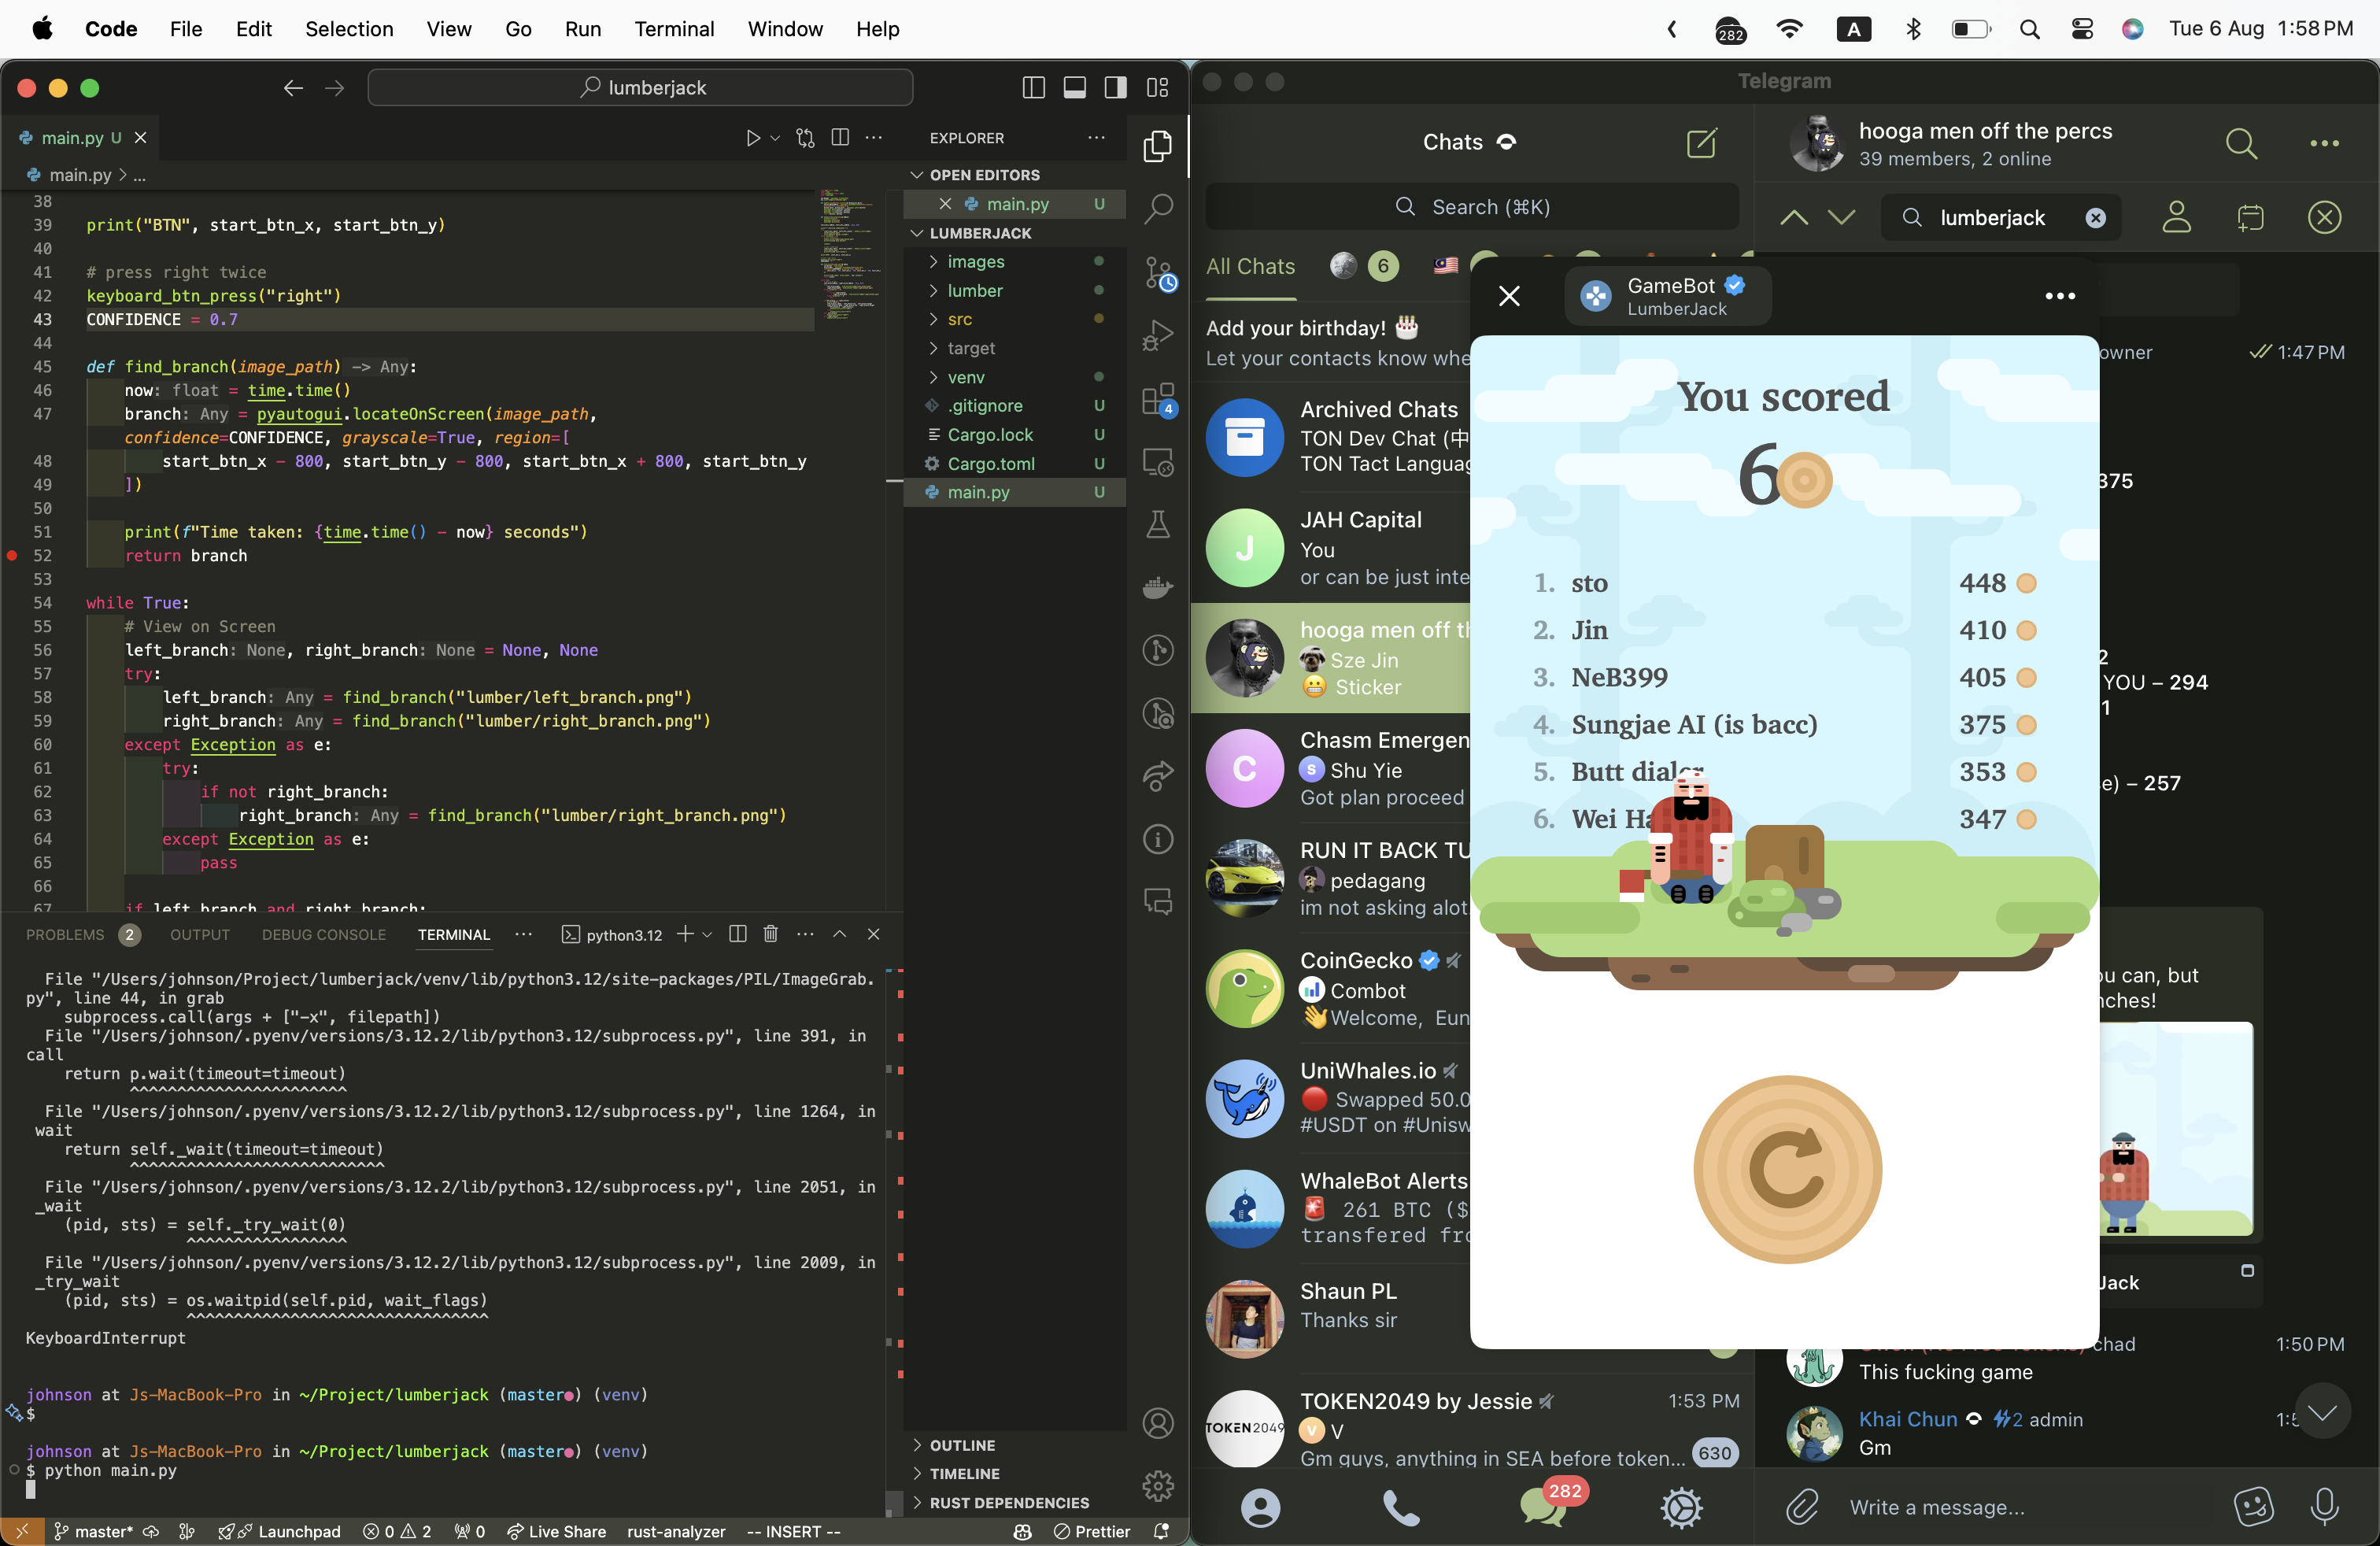 Code File Edit Selection View Go Run Terminal Window Help
282 A Tue 6 Aug 1:58 PM
lumberjack
main.py U
main.py > ...
38
39 print("BTN", start_btn_x, start_btn_y)
40
41 # press right twice
42 keyboard_btn_press("right")
43 CONFIDENCE = 0.7
44
45 def find_branch(image_path) -> Any:
46 now: float = time.time()
47 branch: Any = pyautogui.locateOnScreen(image_path,
confidence=CONFIDENCE, grayscale=True, region=[
48 start_btn_x - 800, start_btn_y - 800, start_btn_x + 800, start_btn_y
49 ])
50
51 print(f"Time taken: {time.time() - now} seconds")
52 return branch
53
54 while True:
55 # View on Screen
56 left_branch: None, right_branch: None = None, None
57 try:
58 left_branch: Any = find_branch("lumber/left_branch.png")
59 right_branch: Any = find_branch("lumber/right_branch.png")
60 except Exception as e:
61 try:
62 if not right_branch:
63 right_branch: Any = find_branch("lumber/right_branch.png")
64 except Exception as e:
65 pass
66
67 if left_branch and right_branch:
EXPLORER
OPEN EDITORS
main.py U
LUMBERJACK
images
lumber
src
target
venv
.gitignore U
Cargo.lock U
Cargo.toml U
main.py U
OUTLINE
TIMELINE
RUST DEPENDENCIES
4
PROBLEMS 2 OUTPUT DEBUG CONSOLE TERMINAL python3.12
File "/Users/johnson/Project/lumberjack/venv/lib/python3.12/site-packages/PIL/ImageGrab.
py", line 44, in grab
subprocess.call(args + ["-x", filepath])
File "/Users/johnson/.pyenv/versions/3.12.2/lib/python3.12/subprocess.py", line 391, in
call
return p.wait(timeout=timeout)
^^^^^^^^^^^^^^^^^^^^^^^
File "/Users/johnson/.pyenv/versions/3.12.2/lib/python3.12/subprocess.py", line 1264, in
wait
return self._wait(timeout=timeout)
^^^^^^^^^^^^^^^^^^^^^^^^^^^
File "/Users/johnson/.pyenv/versions/3.12.2/lib/python3.12/subprocess.py", line 2051, in
_wait
(pid, sts) = self._try_wait(0)
^^^^^^^^^^^^^^^^^
File "/Users/johnson/.pyenv/versions/3.12.2/lib/python3.12/subprocess.py", line 2009, in
_try_wait
(pid, sts) = os.waitpid(self.pid, wait_flags)
^^^^^^^^^^^^^^^^^^^^^^^^^^^^^^^^
KeyboardInterrupt
johnson at Js-MacBook-Pro in ~/Project/lumberjack (master●) (venv)
$
johnson at Js-MacBook-Pro in ~/Project/lumberjack (master●) (venv)
$ python main.py
master* Launchpad 0 2 0 Live Share rust-analyzer -- INSERT -- Prettier
Telegram
Chats
Search (⌘K)
All Chats 6
Add your birthday! 🎂
Let your contacts know whe
Archived Chats
TON Dev Chat (中
TON Tact Languag
J
JAH Capital
You
or can be just inte
hooga men off th
Sze Jin
😬 Sticker
C
Chasm Emergen
S Shu Yie
Got plan proceed
RUN IT BACK TU
pedagang
im not asking alot
CoinGecko
Combot
👋Welcome, Eun
UniWhales.io
🔴 Swapped 50.0
#USDT on #Unisw
WhaleBot Alerts
🚨 261 BTC ($
transfered fro
Shaun PL
Thanks sir
TOKEN2049
TOKEN2049 by Jessie 1:53 PM
V V
Gm guys, anything in SEA before token... 630
282
hooga men off the percs
39 members, 2 online
lumberjack
GameBot
LumberJack
You scored
6
1. sto 448
2. Jin 410
3. NeB399 405
4. Sungjae AI (is bacc) 375
5. Butt dialer 353
6. Wei Ha 347
owner 1:47 PM
375
2
YOU – 294
1
e) – 257
ou can, but
nches!
Jack
chad 1:50 PM
This fucking game
Khai Chun 2 admin
Gm
Write a message...